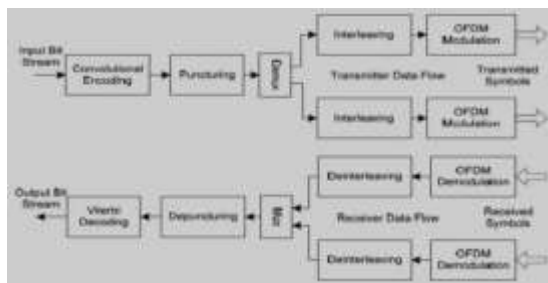 Input Bit
Stream
Convolutional
Encoding
Puncturing
Demux
Interleaving
OFDM
Modulation
Transmitter Data Flow
Transmitted
Symbols
Interleaving
OFDM
Modulation
Output Bit
Stream
Viterbi
Decoding
Depuncturing
Mux
Deinterleaving
OFDM
Demodulation
Receiver Data Flow
Received
Symbols
Deinterleaving
OFDM
Demodulation